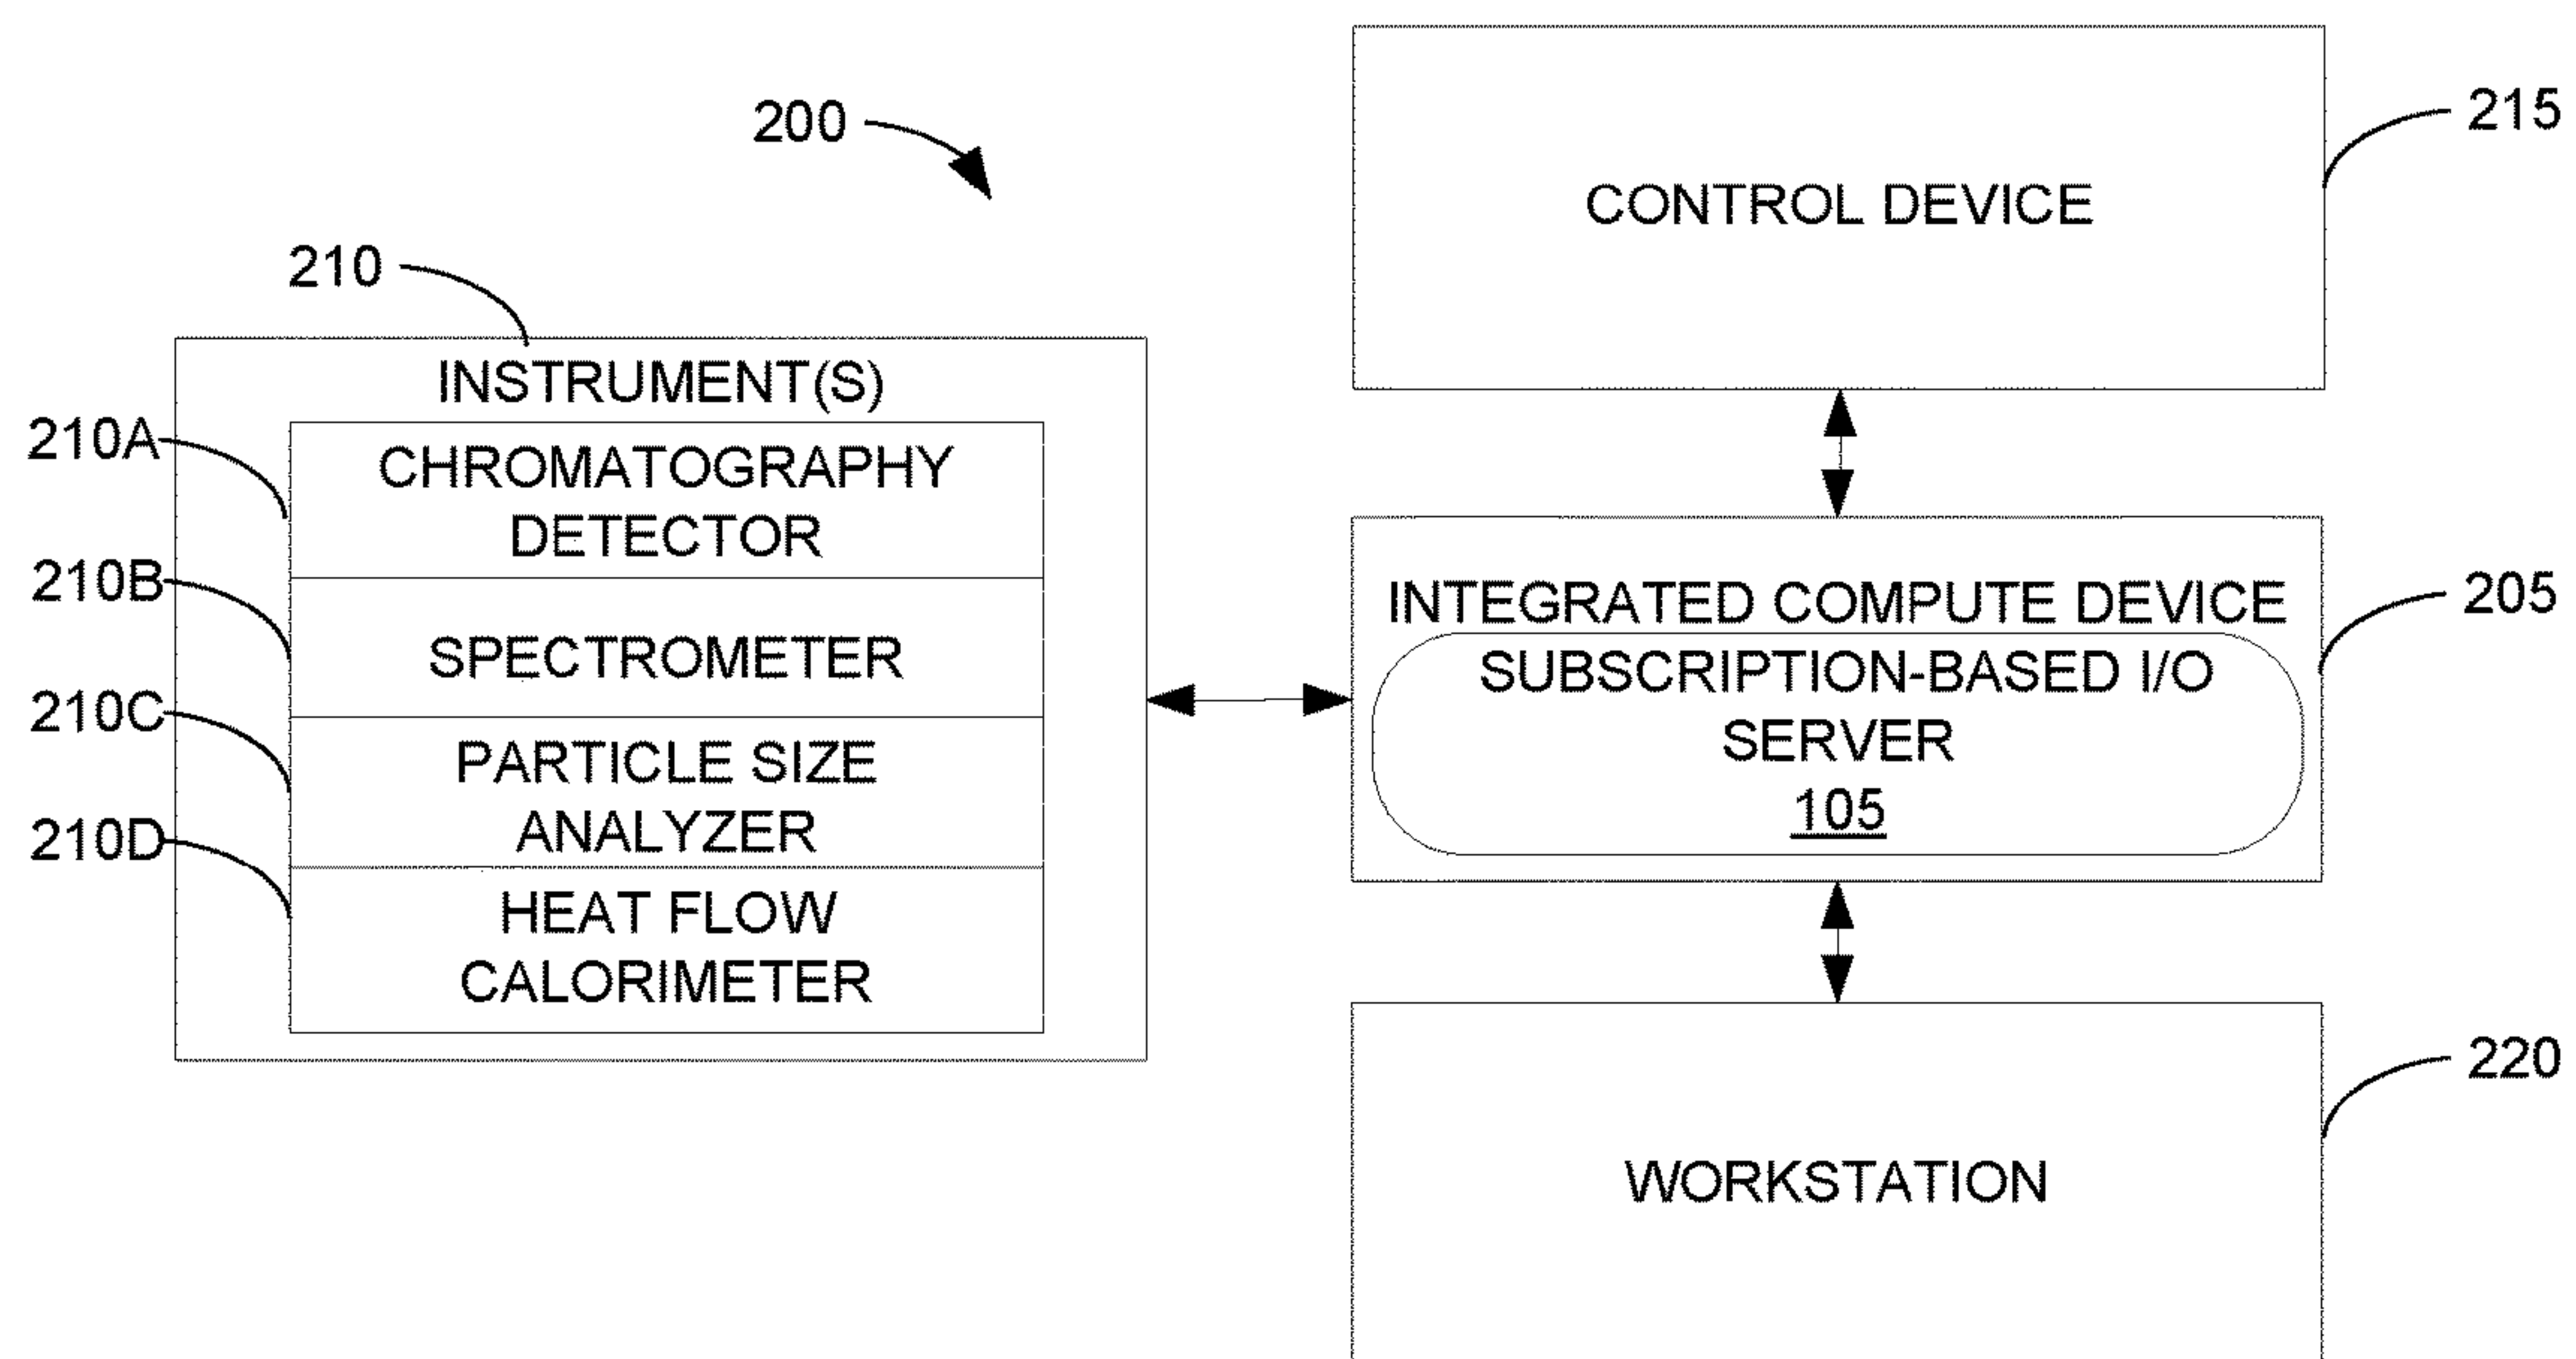 200
215
CONTROL DEVICE
210
INSTRUMENT(S)
210A
CHROMATOGRAPHY
DETECTOR
210B
SPECTROMETER
210C
PARTICLE SIZE
ANALYZER
210D
HEAT FLOW
CALORIMETER
INTEGRATED COMPUTE DEVICE
205
SUBSCRIPTION-BASED I/O
SERVER
105
220
WORKSTATION